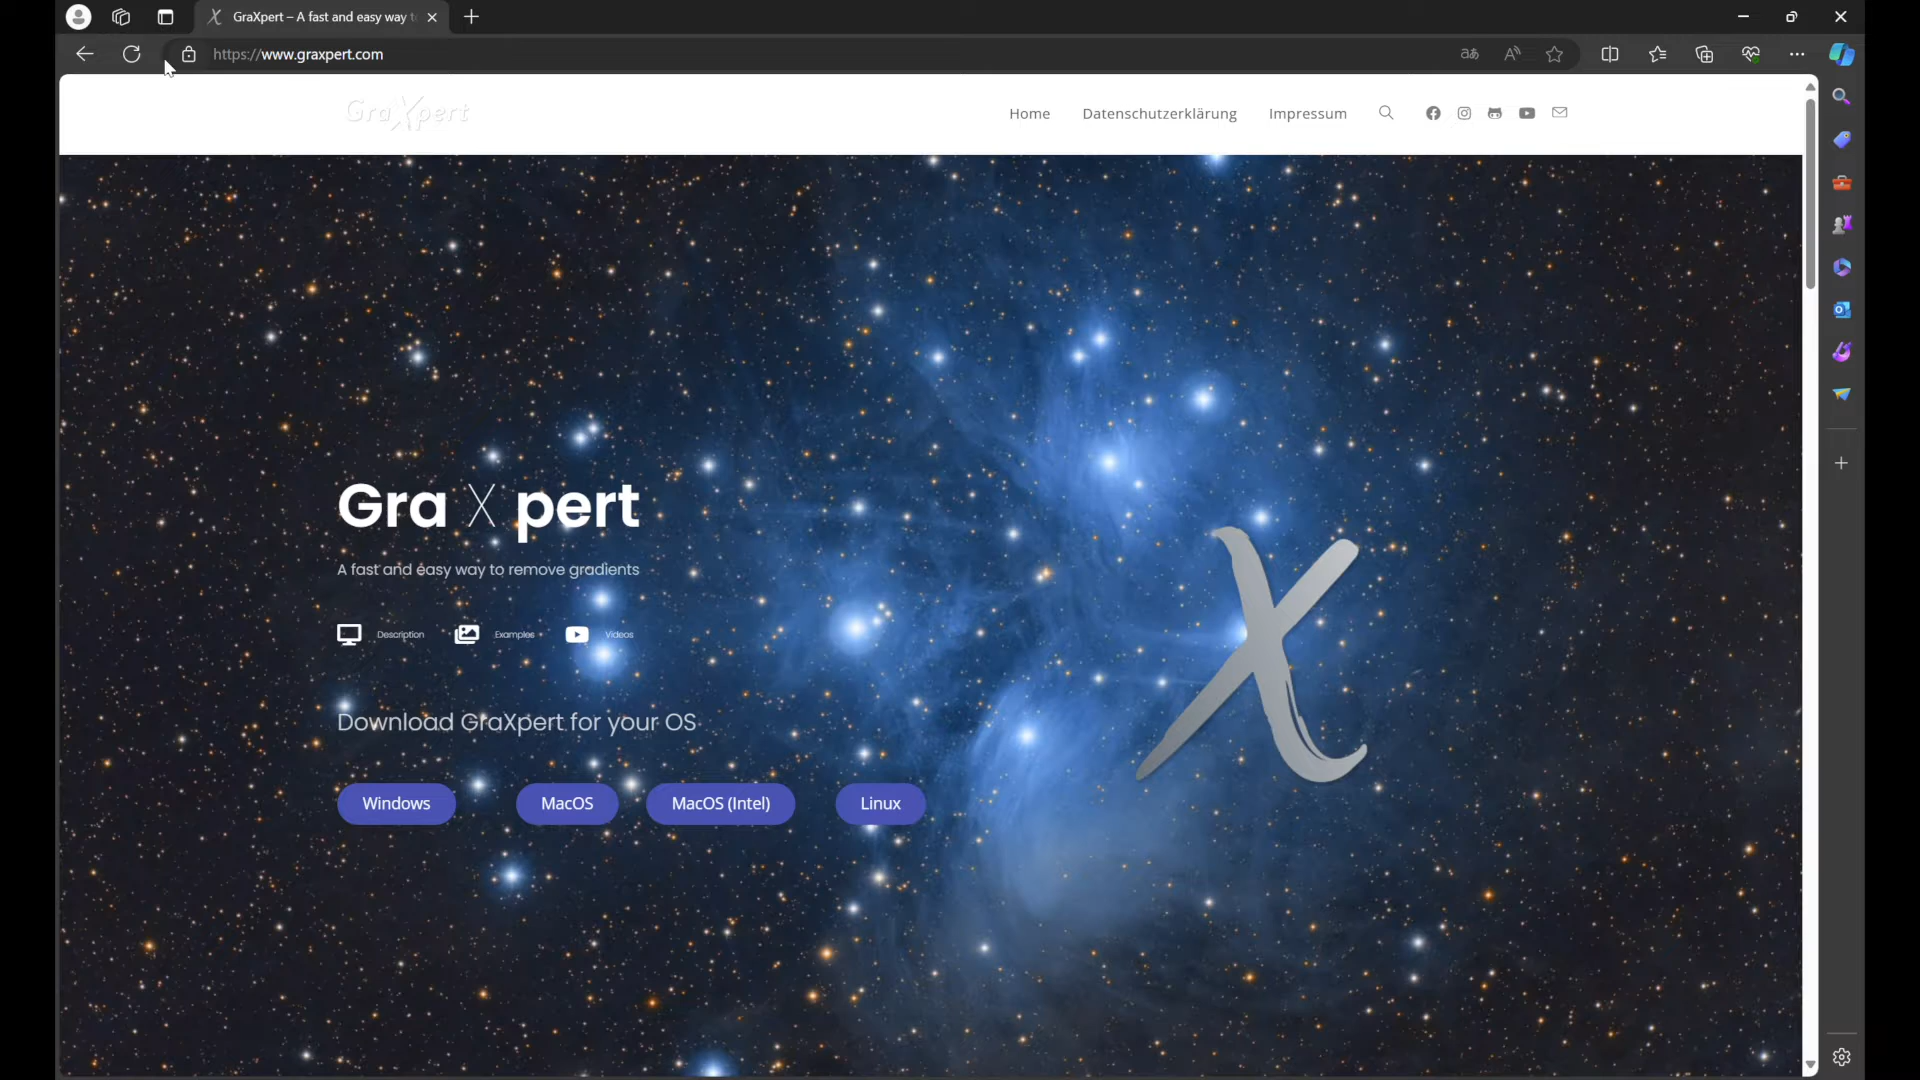 GraXpert – A fast and easy way t
https://www.graxpert.com
GraXpert
Home
Datenschutzerklärung
Impressum
Gra X pert
A fast and easy way to remove gradients
Description
Examples
Videos
Download GraXpert for your OS
Windows
MacOS
MacOS (Intel)
Linux